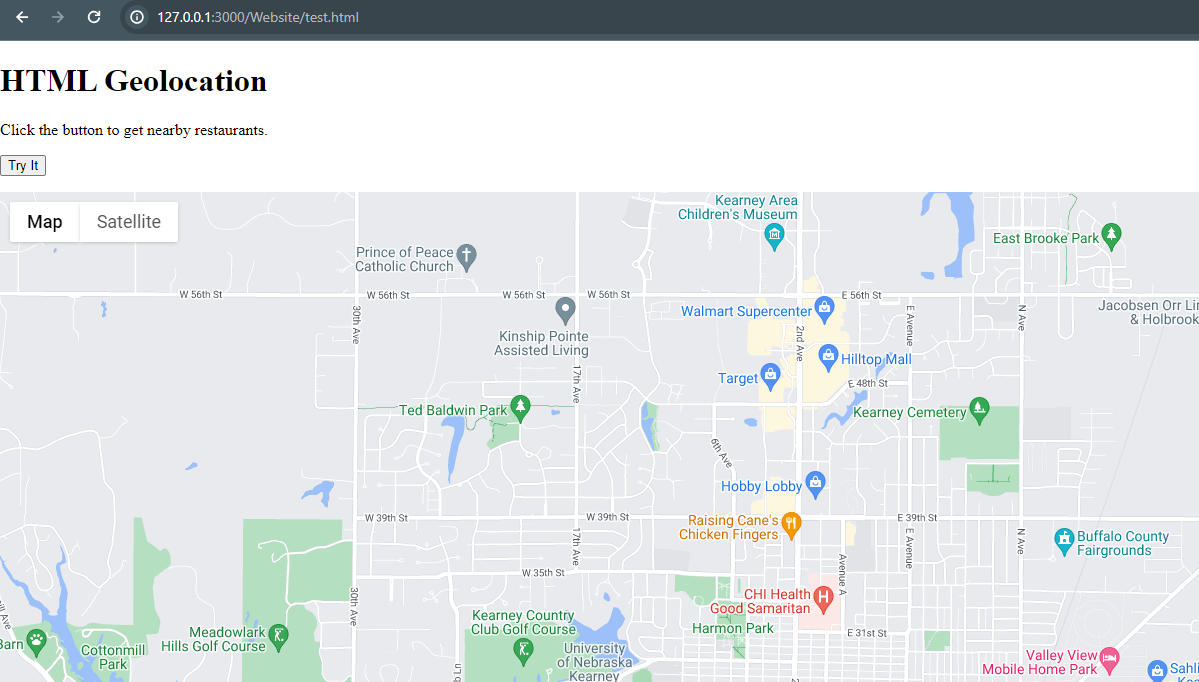 127.0.0.1:3000/Website/test.html
HTML Geolocation
Click the button to get nearby restaurants.
Try It
Map
Satellite
Kearney Area
Children's Museum
East Brooke Park
Prince of Peace
Catholic Church
W 56th St
W 56th St
W 56th St
W 56th St
E 56th St
30th Ave
Kinship Pointe
Assisted Living
Walmart Supercenter
2nd Ave
E Avenue
N Ave
Jacobsen Orr Lin
& Holbrook
Hilltop Mall
Target
17th Ave
E 48th St
Ted Baldwin Park
Kearney Cemetery
6th Ave
Hobby Lobby
W 39th St
W 39th St
E 39th St
Raising Cane's
Chicken Fingers
17th Ave
E Avenue
N Ave
Buffalo County
Fairgrounds
Avenue A
W 35th St
30th Ave
CHI Health
Good Samaritan
Kearney Country
Club Golf Course
Harmon Park
E 31st St
Meadowlark
Hills Golf Course
Barn
Cottonmill
Park
University
of Nebraska
Kearney
Valley View
Mobile Home Park
Sahli